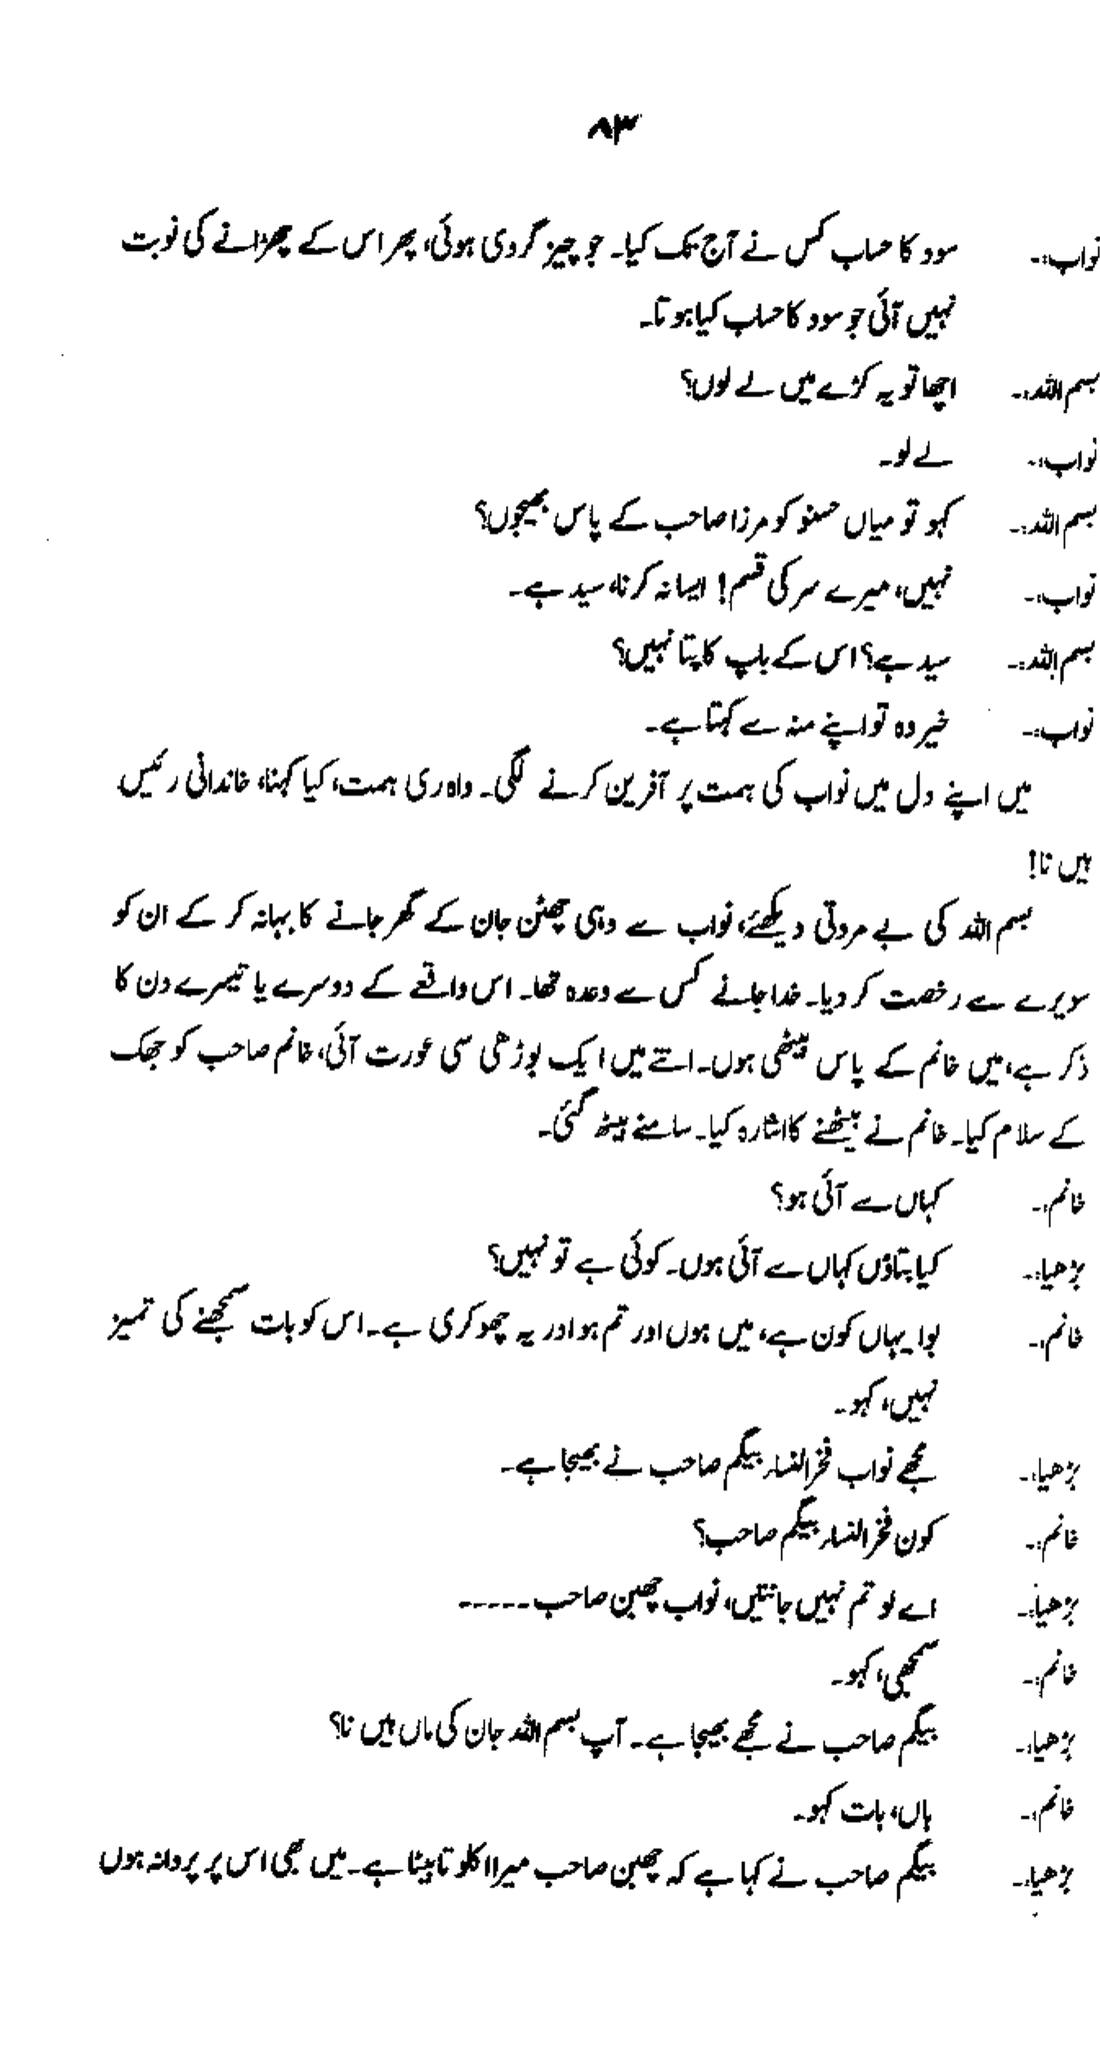 ۸۳
نواب:۔ سود کا حساب کس نے آج تک کیا۔ جو چیز گروی ہوئی، پھر اس کے چھڑانے کی نوبت
نہیں آئی جو سود کا حساب کیا ہوتا۔
بسم اللہ:۔ اچھا تو یہ کڑے میں لے لوں؟
نواب:۔ لے لو۔
بسم اللہ:۔ کہو تو میاں حسنو کو مرزا صاحب کے پاس بھیجوں؟
نواب:۔ نہیں، میرے سر کی قسم! ایسا نہ کرنا، سید ہے۔
بسم اللہ:۔ سید ہے؟ اس کے باپ کا پتا نہیں؟
نواب:۔ خیر وہ تو اپنے منہ سے کہتا ہے۔
میں اپنے دل میں نواب کی ہمت پر آفرین کرنے لگی۔ واہ ری ہمت، کیا کہنا، خاندانی رئیس
ہیں نا!
بسم اللہ کی بے مروتی دیکھئے، نواب سے وہی چھٹن جان کے گھر جانے کا بہانہ کر کے ان کو
سویرے سے رخصت کر دیا۔ خدا جانے کس سے وعدہ تھا۔ اس واقعے کے دوسرے یا تیسرے دن کا
ذکر ہے، میں خانم کے پاس بیٹھی ہوں۔ اتنے میں ایک بوڑھی سی عورت آئی، خانم صاحب کو جھک
کے سلام کیا۔ خانم نے بیٹھنے کا اشارہ کیا۔ سامنے بیٹھ گئی۔
خانم:۔ کہاں سے آئی ہو؟
بڑھیا:۔ کیا بتاؤں کہاں سے آئی ہوں۔ کوئی ہے تو نہیں؟
خانم:۔ بوا یہاں کون ہے، میں ہوں اور تم ہو اور یہ چھوکری ہے۔ اس کو بات سمجھنے کی تمیز
نہیں، کہو۔
بڑھیا:۔ مجھے نواب فخرالنساء بیگم صاحب نے بھیجا ہے۔
خانم:۔ کون فخرالنساء بیگم صاحب؟
بڑھیا:۔ اے لو تم نہیں جانتیں، نواب چھبن صاحب -----
خانم:۔ سمجھی، کہو۔
بڑھیا:۔ بیگم صاحب نے مجھے بھیجا ہے۔ آپ بسم اللہ جان کی ماں ہیں نا؟
خانم:۔ ہاں، بات کہو۔
بڑھیا:۔ بیگم صاحب نے کہا ہے کہ چھبن صاحب میرا اکلوتا بیٹا ہے۔ میں بھی اس پر پروانہ ہوں